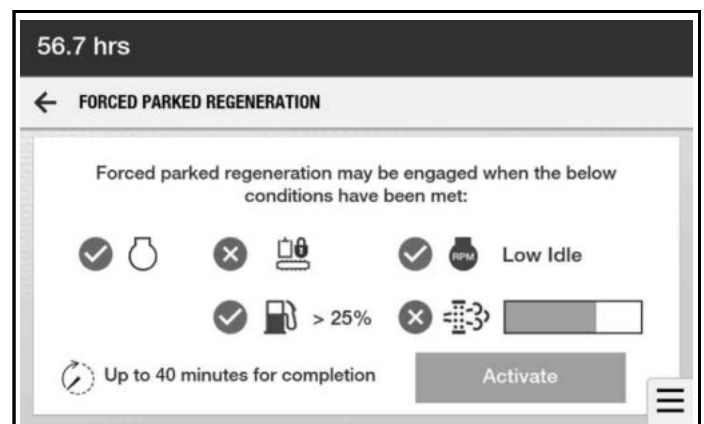 56.7 hrs
FORCED PARKED REGENERATION
Forced parked regeneration may be engaged when the below
conditions have been met:
RPM Low Idle
> 25%
Up to 40 minutes for completion
Activate